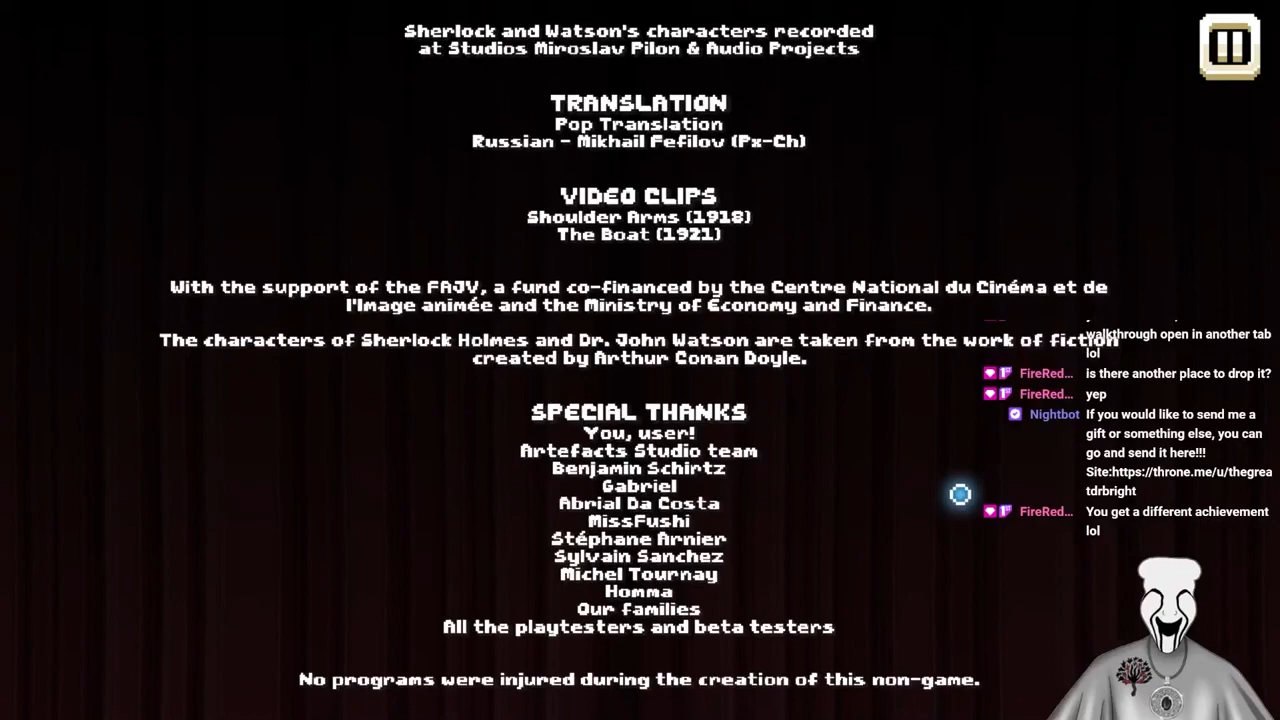 Sherlock and Watson's characters recorded
at Studios Miroslav Pilon & Audio Projects
TRANSLATION
Pop Translation
Russian - Mikhail Fefilov (Px-Ch)
VIDEO CLIPS
Shoulder Arms (1918)
The Boat (1921)
With the support of the FAJV, a fund co-financed by the Centre National du Cinéma et de
l'Image animée and the Ministry of Economy and Finance.
The characters of Sherlock Holmes and Dr. John Watson are taken from the work of fiction
created by Arthur Conan Doyle.
SPECIAL THANKS
You, user!
Artefacts Studio team
Benjamin Schirtz
Gabriel
Abrial Da Costa
MissFushi
Stéphane Arnier
Sylvain Sanchez
Michel Tournay
Homma
Our families
All the playtesters and beta testers
No programs were injured during the creation of this non-game.
walkthrough open in another tab
lol
FireRed... is there another place to drop it?
FireRed... yep
Nightbot If you would like to send me a
gift or something else, you can
go and send it here!!!
Site:https://throne.me/u/thegrea
tdrbright
FireRed... You get a different achievement
lol